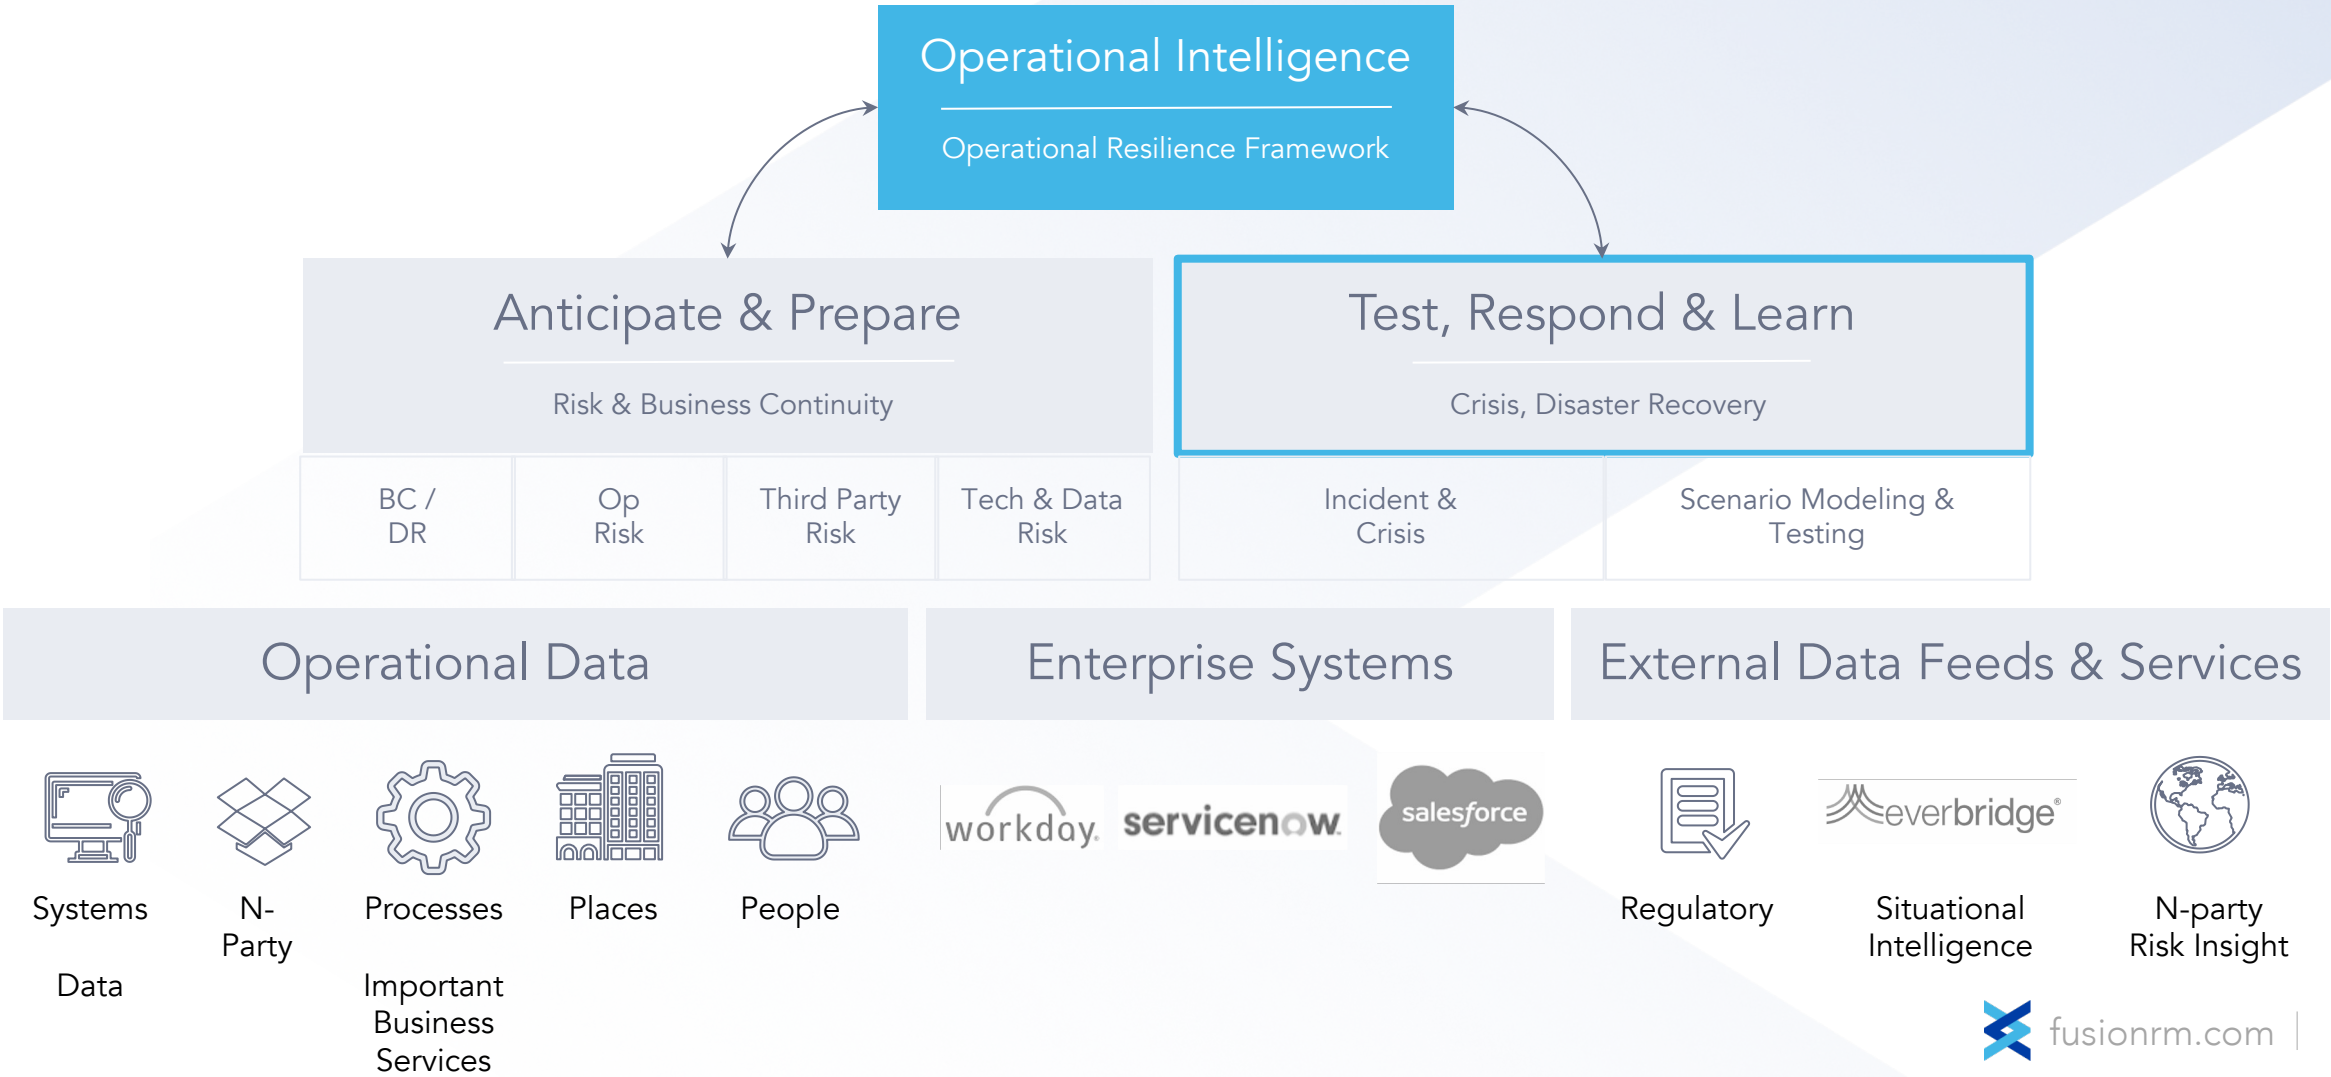 Operational Intelligence
Operational Resilience Framework
Anticipate & Prepare
Risk & Business Continuity
BC /
DR
Op
Risk
Third Party
Risk
Tech & Data
Risk
Test, Respond & Learn
Crisis, Disaster Recovery
Incident &
Crisis
Scenario Modeling &
Testing
Operational Data
Systems
Data
N-
Party
Processes
Important
Business
Services
Places
People
Enterprise Systems
workday.
servicenow.
salesforce
External Data Feeds & Services
Regulatory
everbridge®
Situational
Intelligence
N-party
Risk Insight
fusionrm.com